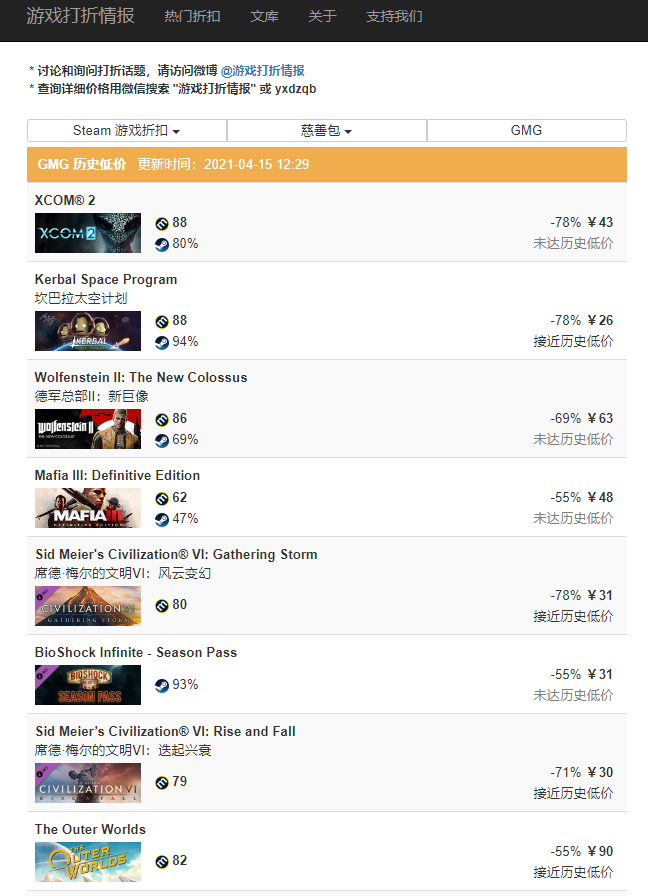 游戏打折情报 热门折扣 文库 关于 支持我们
* 讨论和询问打折话题，请访问微博 @游戏打折情报
* 查询详细价格用微信搜索 "游戏打折情报" 或 yxdzqb
Steam 游戏折扣 慈善包 GMG
GMG 历史低价 更新时间：2021-04-15 12:29
XCOM® 2
XCOM 2
88
-78% ￥43
80%
未达历史低价
Kerbal Space Program
坎巴拉太空计划
KERBAL
88
-78% ￥26
94%
接近历史低价
Wolfenstein II: The New Colossus
德军总部II：新巨像
Wolfenstein II
THE NEW COLOSSUS
86
-69% ￥63
69%
未达历史低价
Mafia III: Definitive Edition
MAFIA III
DEFINITIVE EDITION
62
-55% ￥48
47%
未达历史低价
Sid Meier's Civilization® VI: Gathering Storm
席德·梅尔的文明VI：风云变幻
CIVILIZATION VI
GATHERING STORM
80
-78% ￥31
接近历史低价
BioShock Infinite - Season Pass
BIOSHOCK
SEASON PASS
93%
-55% ￥31
未达历史低价
Sid Meier’s Civilization® VI: Rise and Fall
席德·梅尔的文明VI：迭起兴衰
CIVILIZATION VI
RISE & FALL
79
-71% ￥30
接近历史低价
The Outer Worlds
THE
OUTER
WORLDS
82
-55% ￥90
接近历史低价